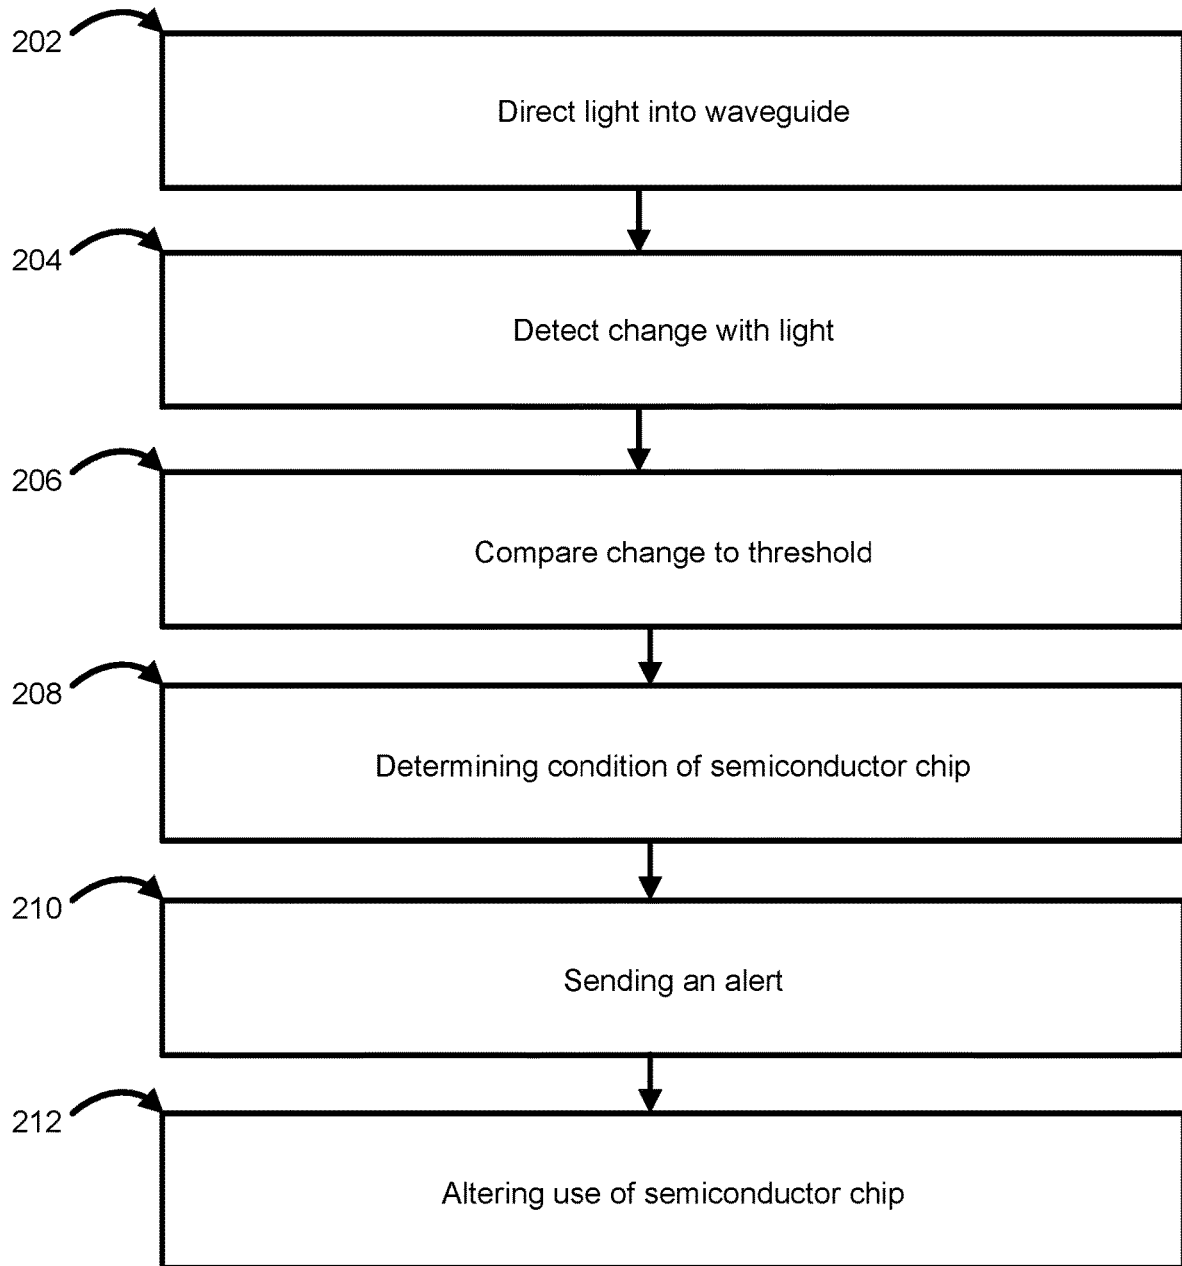 202
Direct light into waveguide
204
Detect change with light
206
Compare change to threshold
208
Determining condition of semiconductor chip
210
Sending an alert
212
Altering use of semiconductor chip